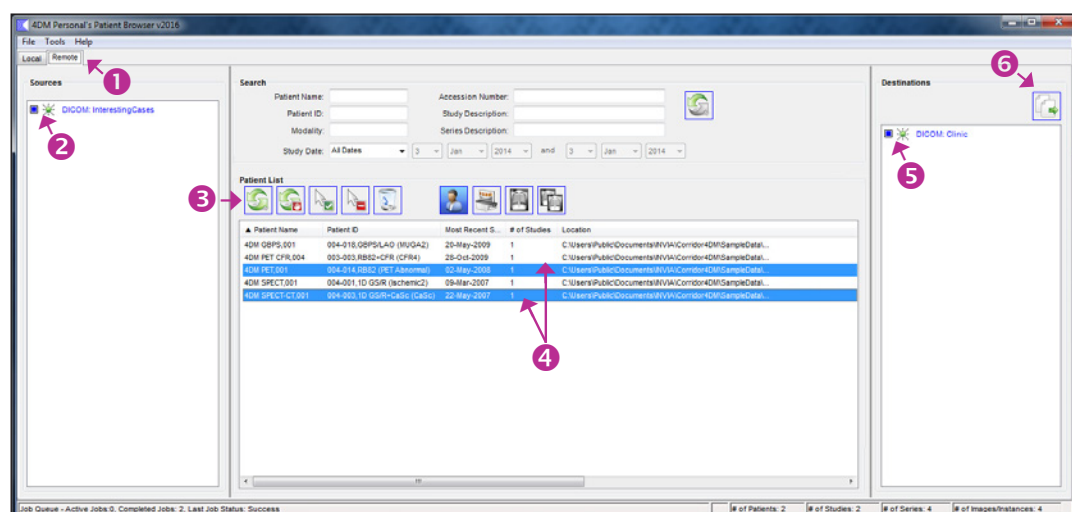 4DM Personal's Patient Browser v2016
File Tools Help
Local Remote
1
6
Sources
Search
Destinations
Patient Name: Accession Number:
Patient ID: Study Description:
Modality: Series Description:
Study Date: All Dates 3 Jan 2014 and 3 Jan 2014
DICOM: InterestingCases
2
DICOM: Clinic
5
Patient List
3
▲ Patient Name Patient ID Most Recent S... # of Studies Location
4DM GBPS,001 004-018,GBPS/LAO (MUGA2) 20-May-2009 1 C:\Users\Public\Documents\INVIA\Corridor4DM\SampleData\...
4DM PET CFR,004 003-003,RB82+CFR (CFR4) 28-Oct-2009 1 C:\Users\Public\Documents\INVIA\Corridor4DM\SampleData\...
4DM PET,001 004-014,RB82 (PET Abnormal) 02-May-2008 1 C:\Users\Public\Documents\INVIA\Corridor4DM\SampleData\...
4DM SPECT,001 004-001,1D GS/R (Ischemic2) 09-Mar-2007 1 C:\Users\Public\Documents\INVIA\Corridor4DM\SampleData\...
4DM SPECT-CT,001 004-003,1D GS/R+CaSc (CaSc) 22-May-2007 1 C:\Users\Public\Documents\INVIA\Corridor4DM\SampleData\...
4
Job Queue - Active Jobs:0, Completed Jobs: 2, Last Job Status: Success # of Patients: 2 # of Studies: 2 # of Series: 4 # of Images/Instances: 4